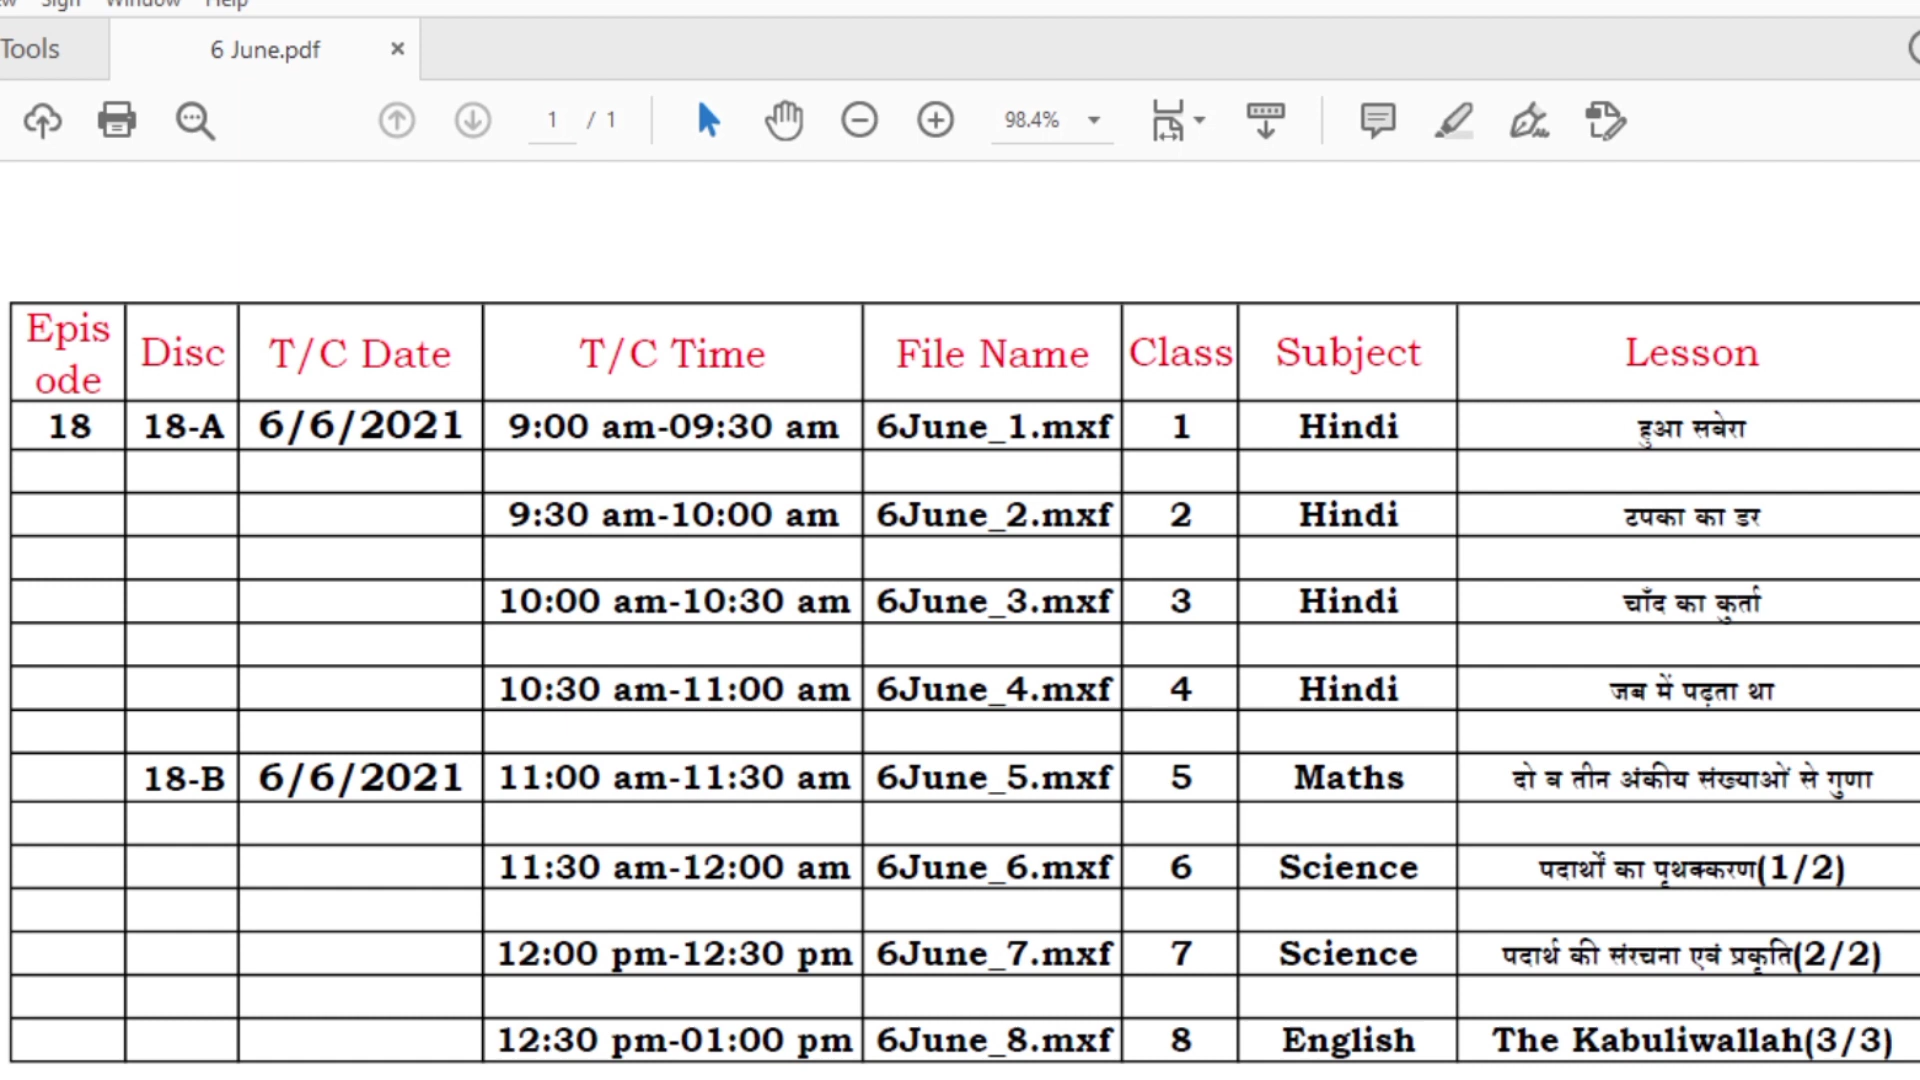 Sign Window Help
Tools 6 June.pdf ×
1 / 1 98.4%
Epis
ode Disc T/C Date T/C Time File Name Class Subject Lesson
18 18-A 6/6/2021 9:00 am-09:30 am 6June_1.mxf 1 Hindi हुआ सबेरा
9:30 am-10:00 am 6June_2.mxf 2 Hindi टपका का डर
10:00 am-10:30 am 6June_3.mxf 3 Hindi चाँद का कुर्ता
10:30 am-11:00 am 6June_4.mxf 4 Hindi जब में पढ़ता था
18-B 6/6/2021 11:00 am-11:30 am 6June_5.mxf 5 Maths दो व तीन अंकीय संख्याओं से गुणा
11:30 am-12:00 am 6June_6.mxf 6 Science पदार्थों का पृथक्करण(1/2)
12:00 pm-12:30 pm 6June_7.mxf 7 Science पदार्थ की संरचना एवं प्रकृति(2/2)
12:30 pm-01:00 pm 6June_8.mxf 8 English The Kabuliwallah(3/3)